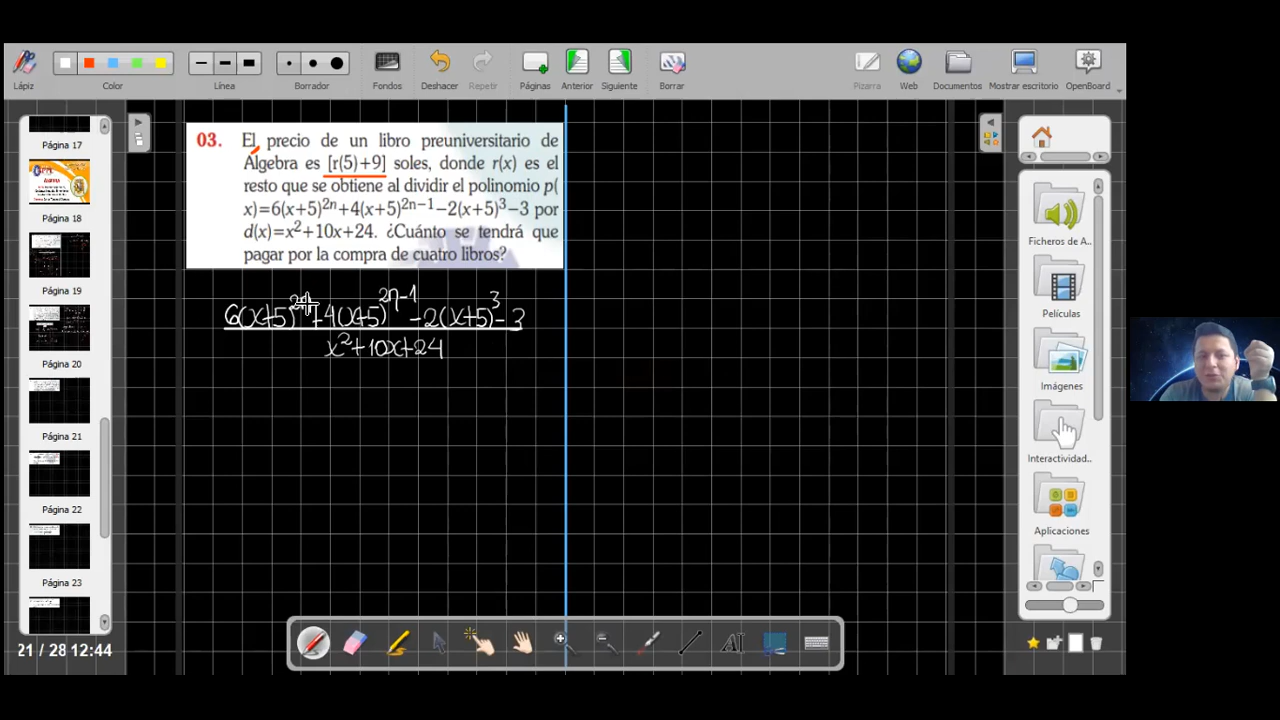 Lápiz
Color
Línea
Borrador
Fondos
Deshacer
Repetir
Páginas
Anterior
Siguiente
Borrar
Pizarra
Web
Documentos
Mostrar escritorio
OpenBoard
Página 17
Página 18
Página 19
Página 20
Página 21
Página 22
Página 23
21 / 28 12:44
03. El precio de un libro preuniversitario de
Álgebra es [r(5)+9] soles, donde r(x) es el
resto que se obtiene al dividir el polinomio p(
x)=6(x+5)²ⁿ+4(x+5)²ⁿ⁻¹−2(x+5)³−3 por
d(x)=x²+10x+24. ¿Cuánto se tendrá que
pagar por la compra de cuatro libros?
6(x+5)²ⁿ+4(x+5)²ⁿ⁻¹−2(x+5)³−3
x²+10x+24
Ficheros de A...
Películas
Imágenes
Interactividad...
Aplicaciones